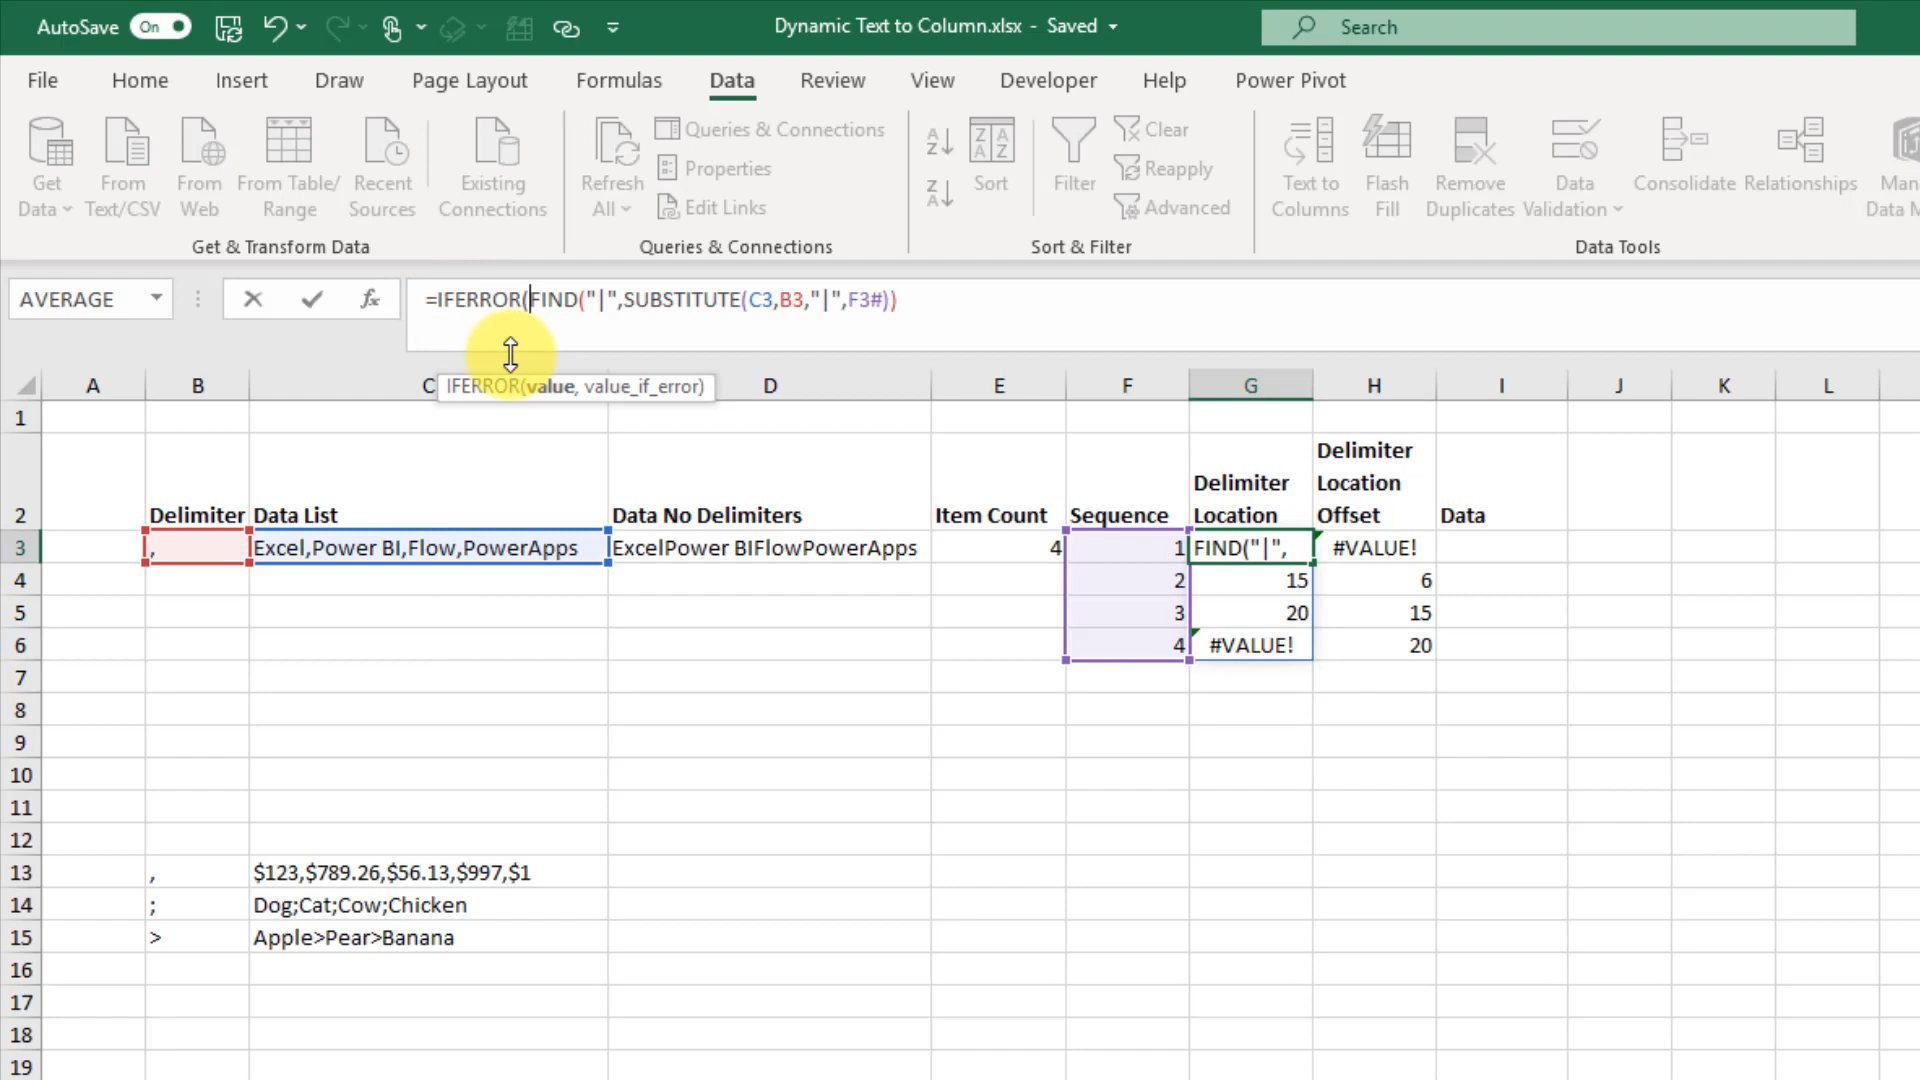 AutoSave On Dynamic Text to Column.xlsx - Saved Search
File Home Insert Draw Page Layout Formulas Data Review View Developer Help Power Pivot
Get Data
From Text/CSV
From Web
From Table/ Range
Recent Sources
Existing Connections
Get & Transform Data
Refresh All
Queries & Connections
Properties
Edit Links
Queries & Connections
Sort
Filter
Clear
Reapply
Advanced
Sort & Filter
Text to Columns
Flash Fill
Remove Duplicates
Data Validation
Consolidate
Relationships
Data Tools
AVERAGE fx =IFERROR(FIND("|",SUBSTITUTE(C3,B3,"|",F3#))
IFERROR(value, value_if_error)
A B C D E F G H I J K L
1
2 Delimiter Data List Data No Delimiters Item Count Sequence Delimiter Location Delimiter Location Offset Data
3 , Excel,Power BI,Flow,PowerApps ExcelPower BIFlowPowerApps 4 1 FIND("|", #VALUE!
4 2 15 6
5 3 20 15
6 4 #VALUE! 20
7
8
9
10
11
12
13 , $123,$789.26,$56.13,$997,$1
14 ; Dog;Cat;Cow;Chicken
15 > Apple>Pear>Banana
16
17
18
19